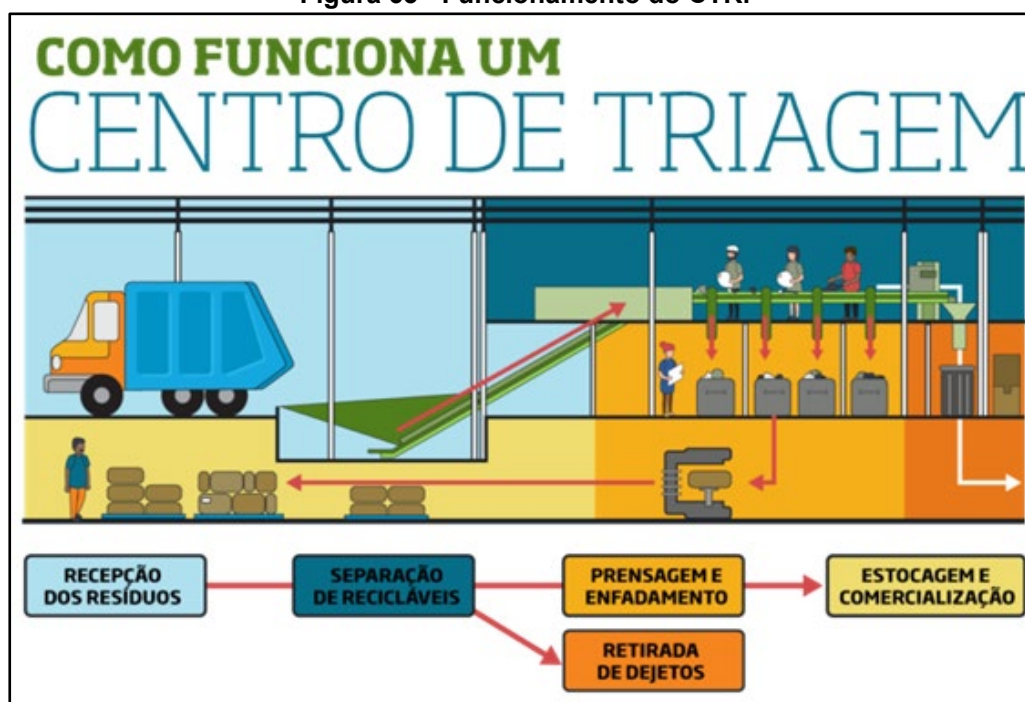 COMO FUNCIONA UM
CENTRO DE TRIAGEM
RECEPÇÃO
DOS RESÍDUOS
SEPARAÇÃO
DE RECICLÁVEIS
PRENSAGEM E
ENFADAMENTO
ESTOCAGEM E
COMERCIALIZAÇÃO
RETIRADA
DE DEJETOS